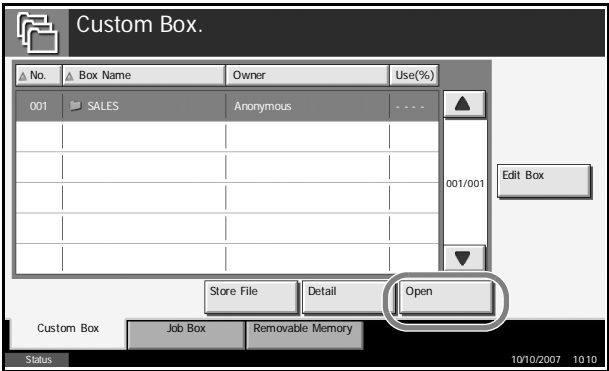 Custom Box.
No. Box Name Owner Use(%)
001 SALES Anonymous - - - -
001/001
Edit Box
Store File Detail Open
Custom Box Job Box Removable Memory
Status 10/10/2007 10:10